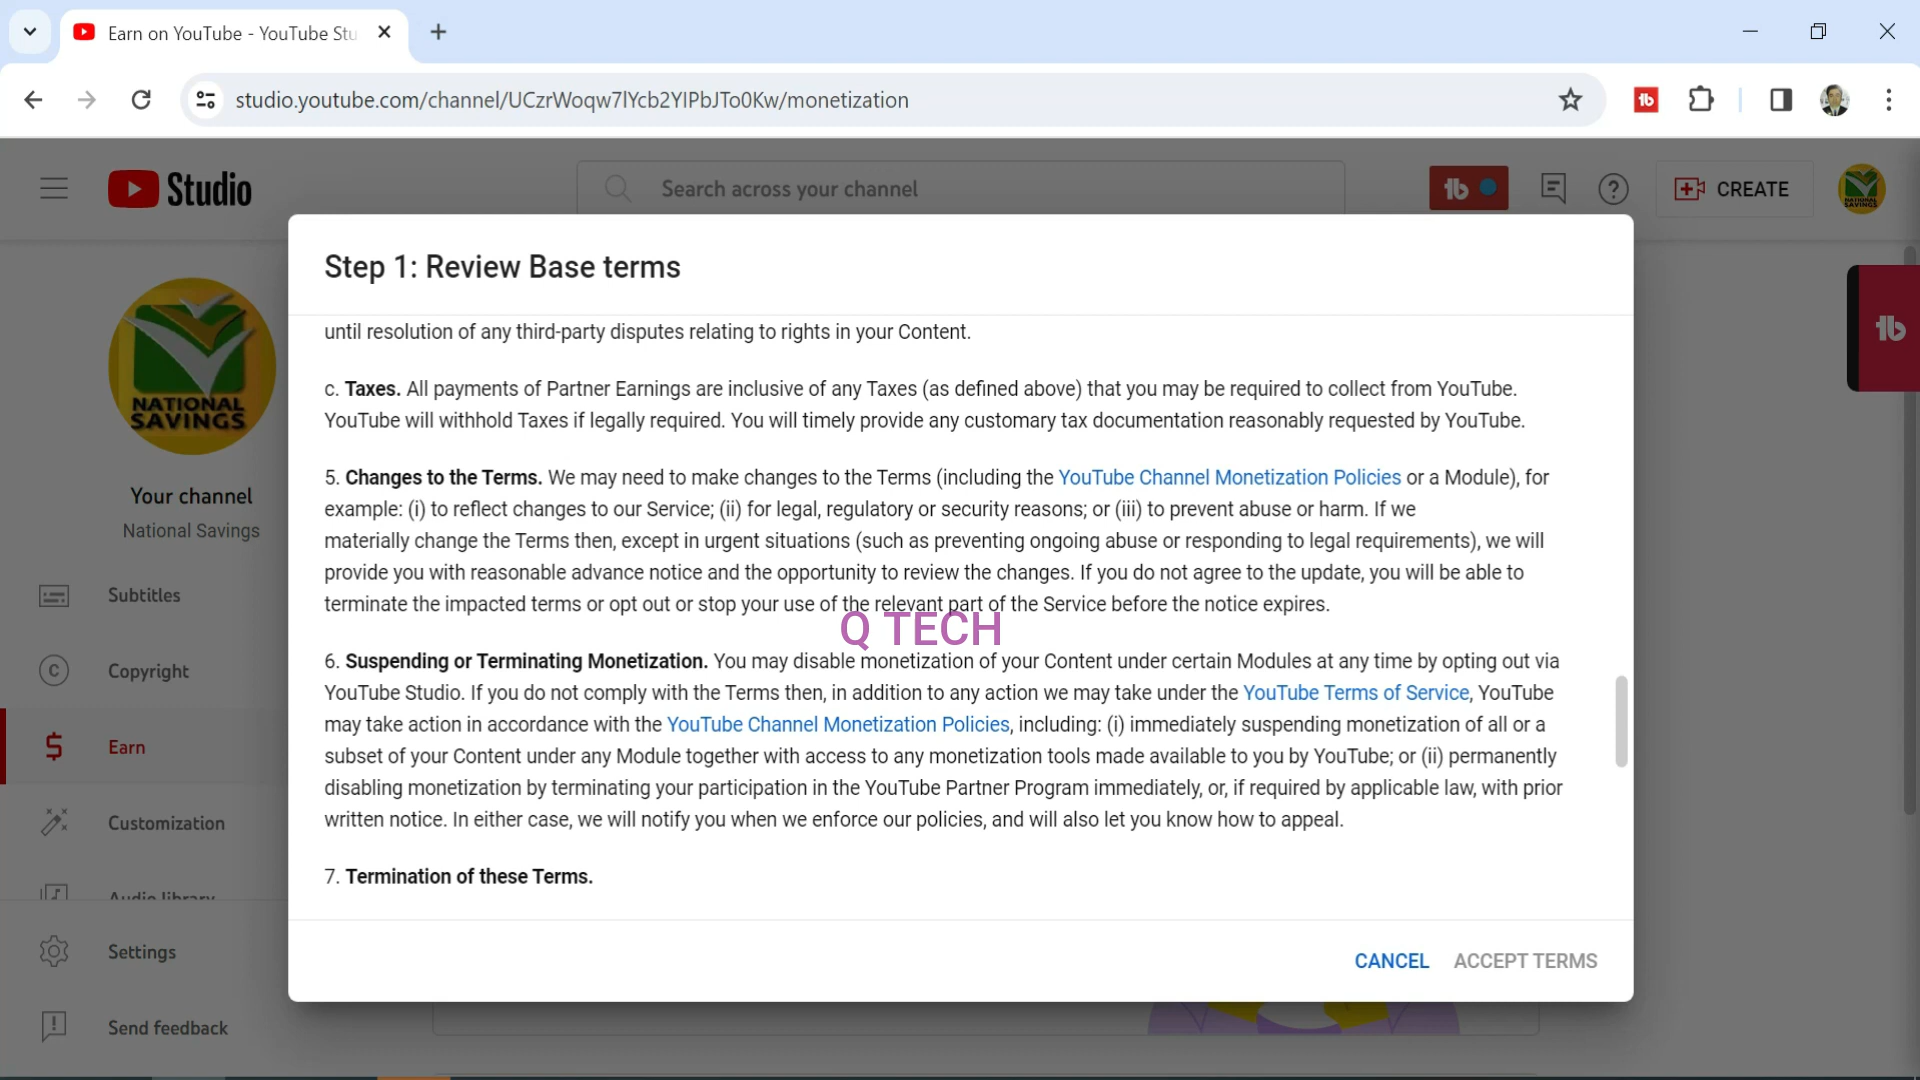 Earn on YouTube - YouTube Stu
studio.youtube.com/channel/UCzrWoqw7lYcb2YIPbJTo0Kw/monetization
Studio
Search across your channel
CREATE
NATIONAL
SAVINGS
Your channel
National Savings
Subtitles
Copyright
Earn
Customization
Audio library
Settings
Send feedback
Step 1: Review Base terms
until resolution of any third-party disputes relating to rights in your Content.
c. Taxes. All payments of Partner Earnings are inclusive of any Taxes (as defined above) that you may be required to collect from YouTube.
YouTube will withhold Taxes if legally required. You will timely provide any customary tax documentation reasonably requested by YouTube.
5. Changes to the Terms. We may need to make changes to the Terms (including the YouTube Channel Monetization Policies or a Module), for
example: (i) to reflect changes to our Service; (ii) for legal, regulatory or security reasons; or (iii) to prevent abuse or harm. If we
materially change the Terms then, except in urgent situations (such as preventing ongoing abuse or responding to legal requirements), we will
provide you with reasonable advance notice and the opportunity to review the changes. If you do not agree to the update, you will be able to
terminate the impacted terms or opt out or stop your use of the relevant part of the Service before the notice expires.
Q TECH
6. Suspending or Terminating Monetization. You may disable monetization of your Content under certain Modules at any time by opting out via
YouTube Studio. If you do not comply with the Terms then, in addition to any action we may take under the YouTube Terms of Service, YouTube
may take action in accordance with the YouTube Channel Monetization Policies, including: (i) immediately suspending monetization of all or a
subset of your Content under any Module together with access to any monetization tools made available to you by YouTube; or (ii) permanently
disabling monetization by terminating your participation in the YouTube Partner Program immediately, or, if required by applicable law, with prior
written notice. In either case, we will notify you when we enforce our policies, and will also let you know how to appeal.
7. Termination of these Terms.
CANCEL ACCEPT TERMS